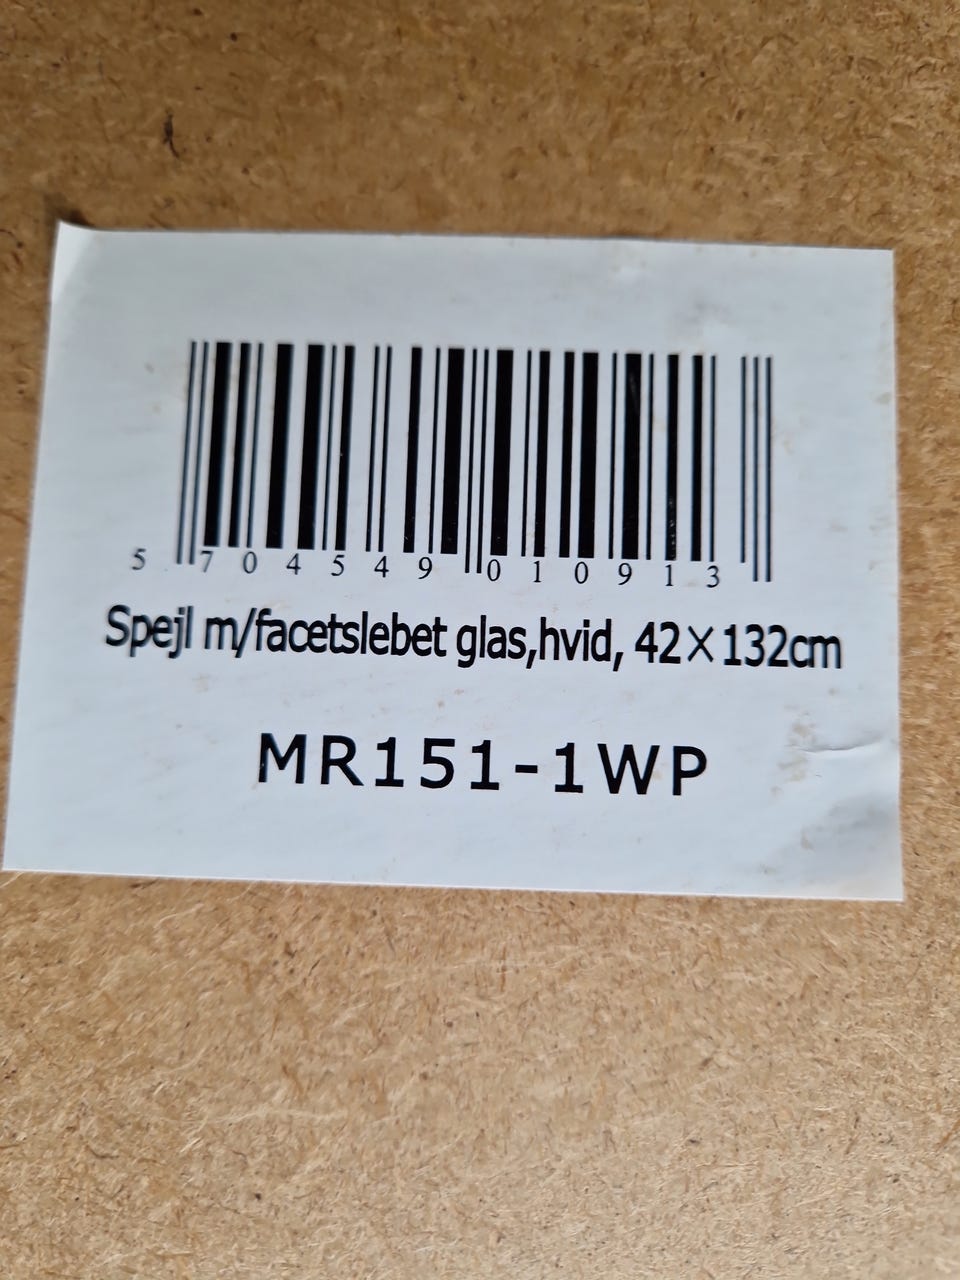 5 704549 010913
Spejl m/facetslebet glas,hvid, 42×132cm
MR151-1WP